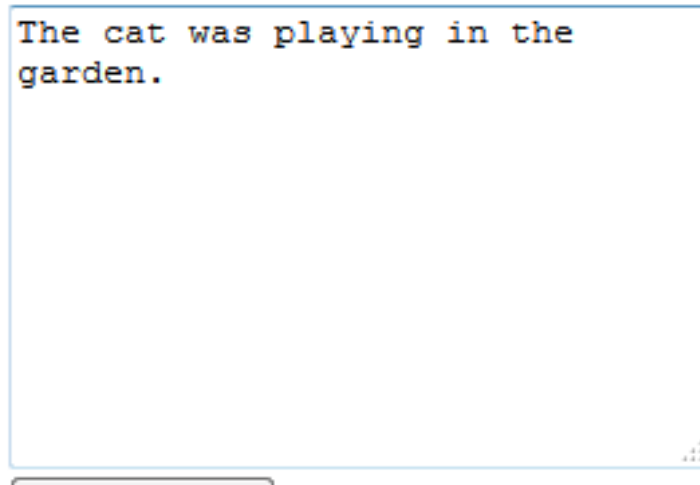 The cat was playing in the
garden.